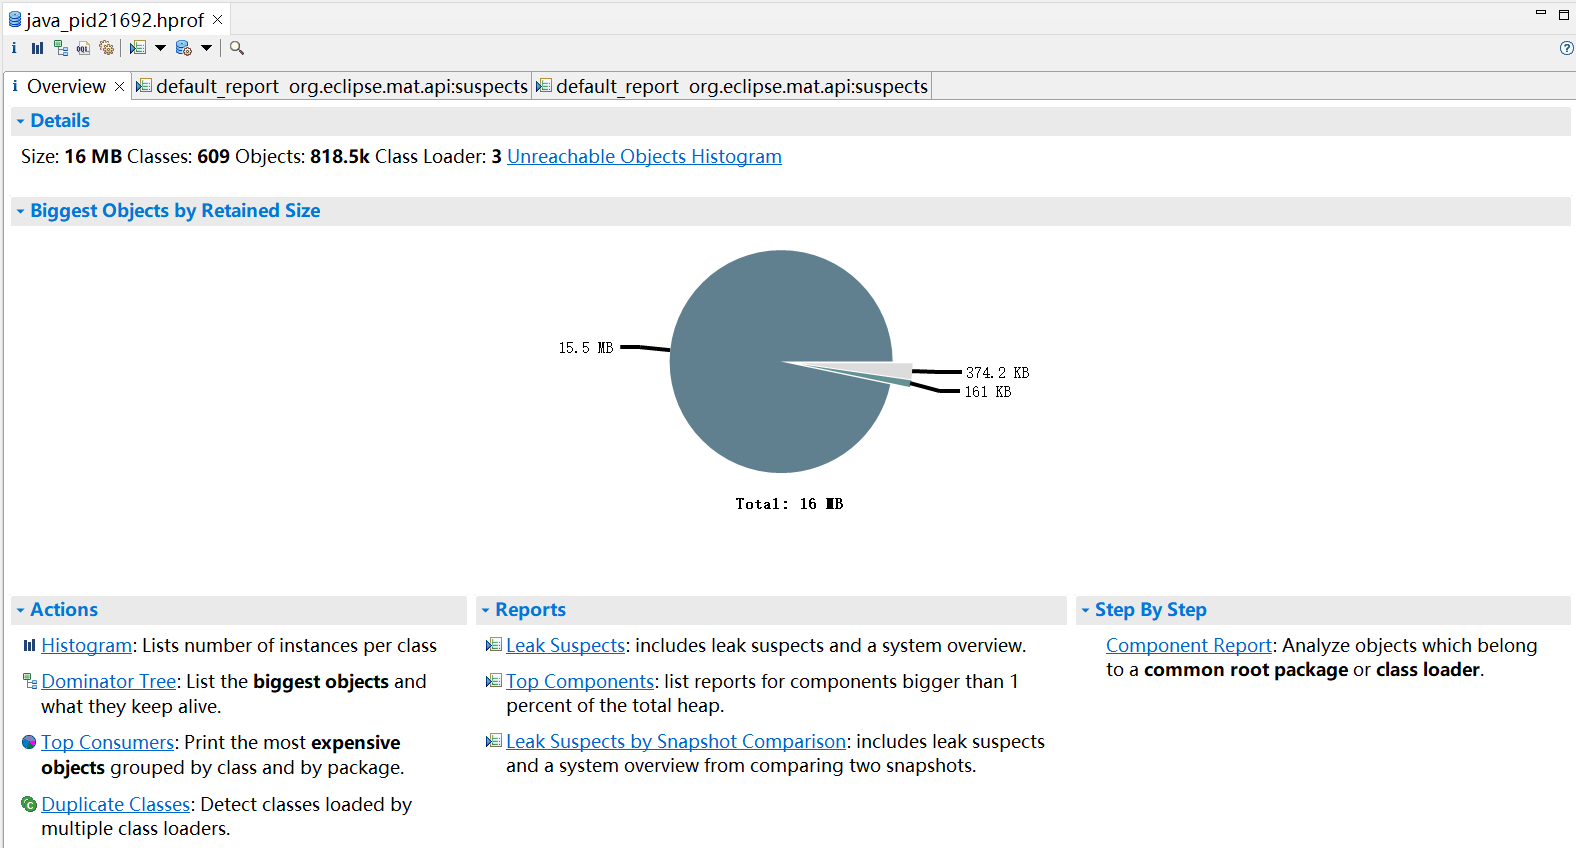 java_pid21692.hprof
Overview
default_report org.eclipse.mat.api:suspects
default_report org.eclipse.mat.api:suspects
Details
Size: 16 MB Classes: 609 Objects: 818.5k Class Loader: 3 Unreachable Objects Histogram
Biggest Objects by Retained Size
15.5 MB
374.2 KB
161 KB
Total: 16 MB
Actions
Histogram: Lists number of instances per class
Dominator Tree: List the biggest objects and
what they keep alive.
Top Consumers: Print the most expensive
objects grouped by class and by package.
Duplicate Classes: Detect classes loaded by
multiple class loaders.
Reports
Leak Suspects: includes leak suspects and a system overview.
Top Components: list reports for components bigger than 1
percent of the total heap.
Leak Suspects by Snapshot Comparison: includes leak suspects
and a system overview from comparing two snapshots.
Step By Step
Component Report: Analyze objects which belong
to a common root package or class loader.